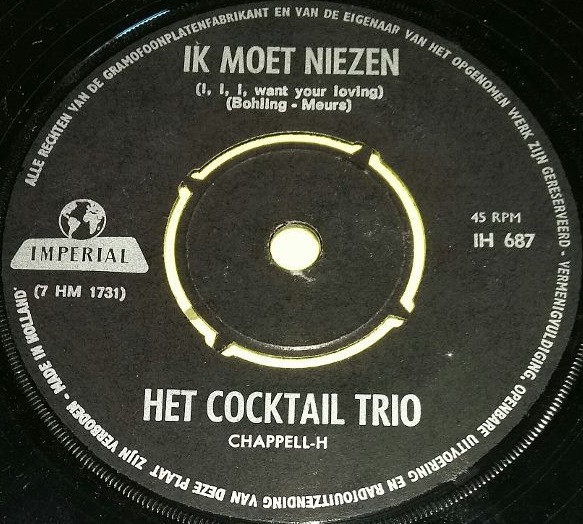 ALLE RECHTEN VAN DE GRAMOFOONPLATENFABRIKANT EN VAN DE EIGENAAR VAN HET OPGENOMEN WERK ZIJN GERESERVEERD - VERMENIGVULDIGING, OPENBARE UITVOERING EN RADIOUITZENDING VAN DEZE PLAAT ZIJN VERBODEN - MADE IN HOLLAND.
IK MOET NIEZEN
(I, I, I, want your loving)
(Bohling - Meurs)
IMPERIAL
(7 HM 1731)
45 RPM
IH 687
HET COCKTAIL TRIO
CHAPPELL-H